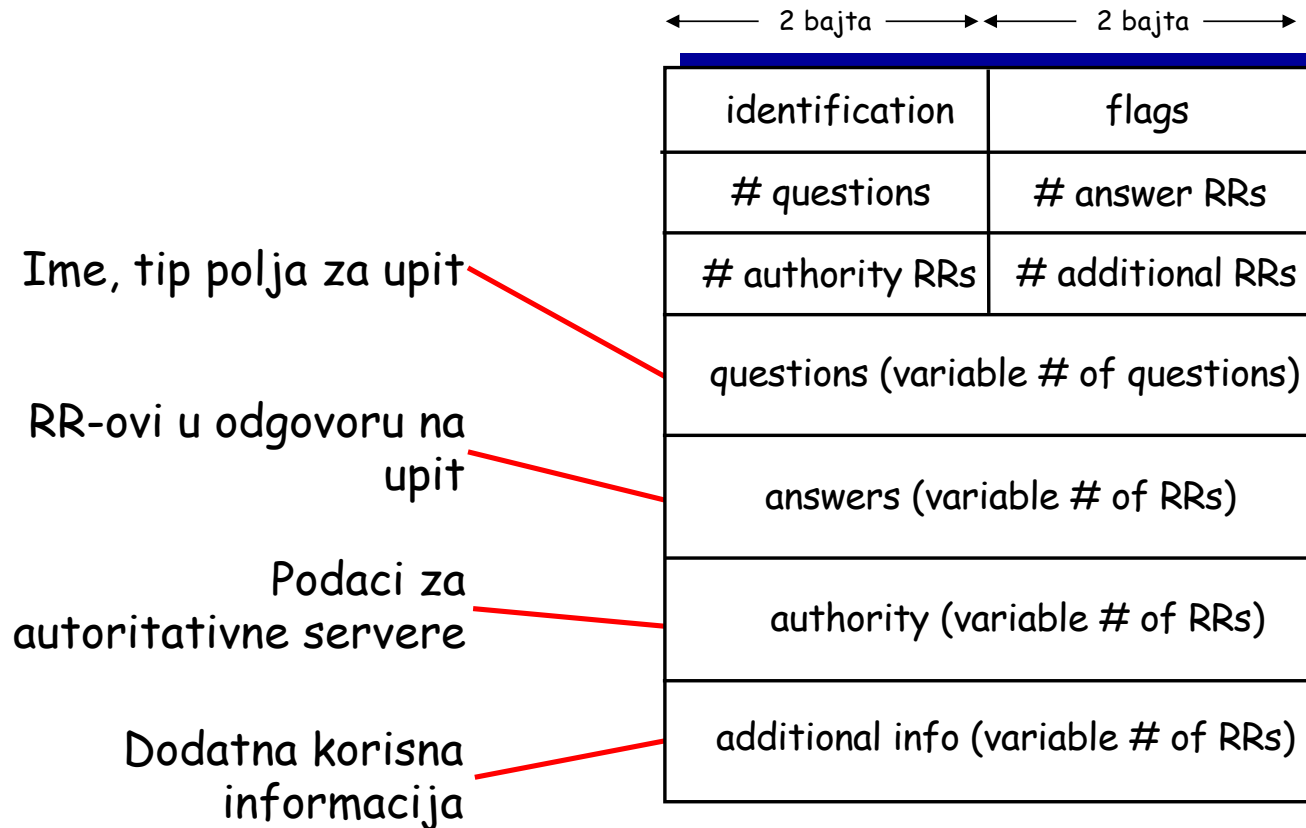 2 bajta 2 bajta
identification flags
# questions # answer RRs
# authority RRs # additional RRs
Ime, tip polja za upit
questions (variable # of questions)
RR-ovi u odgovoru na
upit
answers (variable # of RRs)
Podaci za
autoritativne servere
authority (variable # of RRs)
Dodatna korisna
informacija
additional info (variable # of RRs)